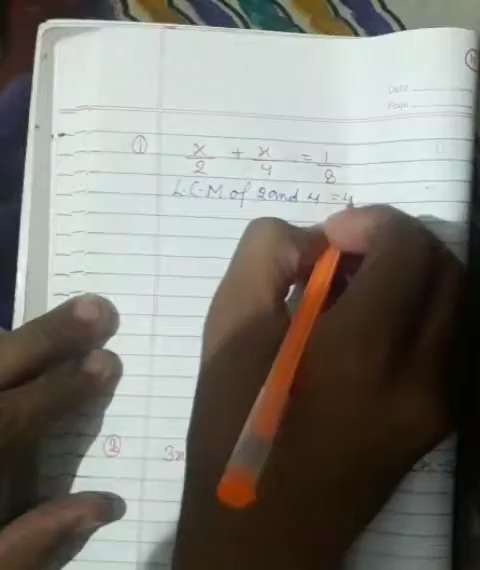 Date
Page
① x/2 + x/4 = 1/8
L.C.M of 2 and 4 = 4
② 3x